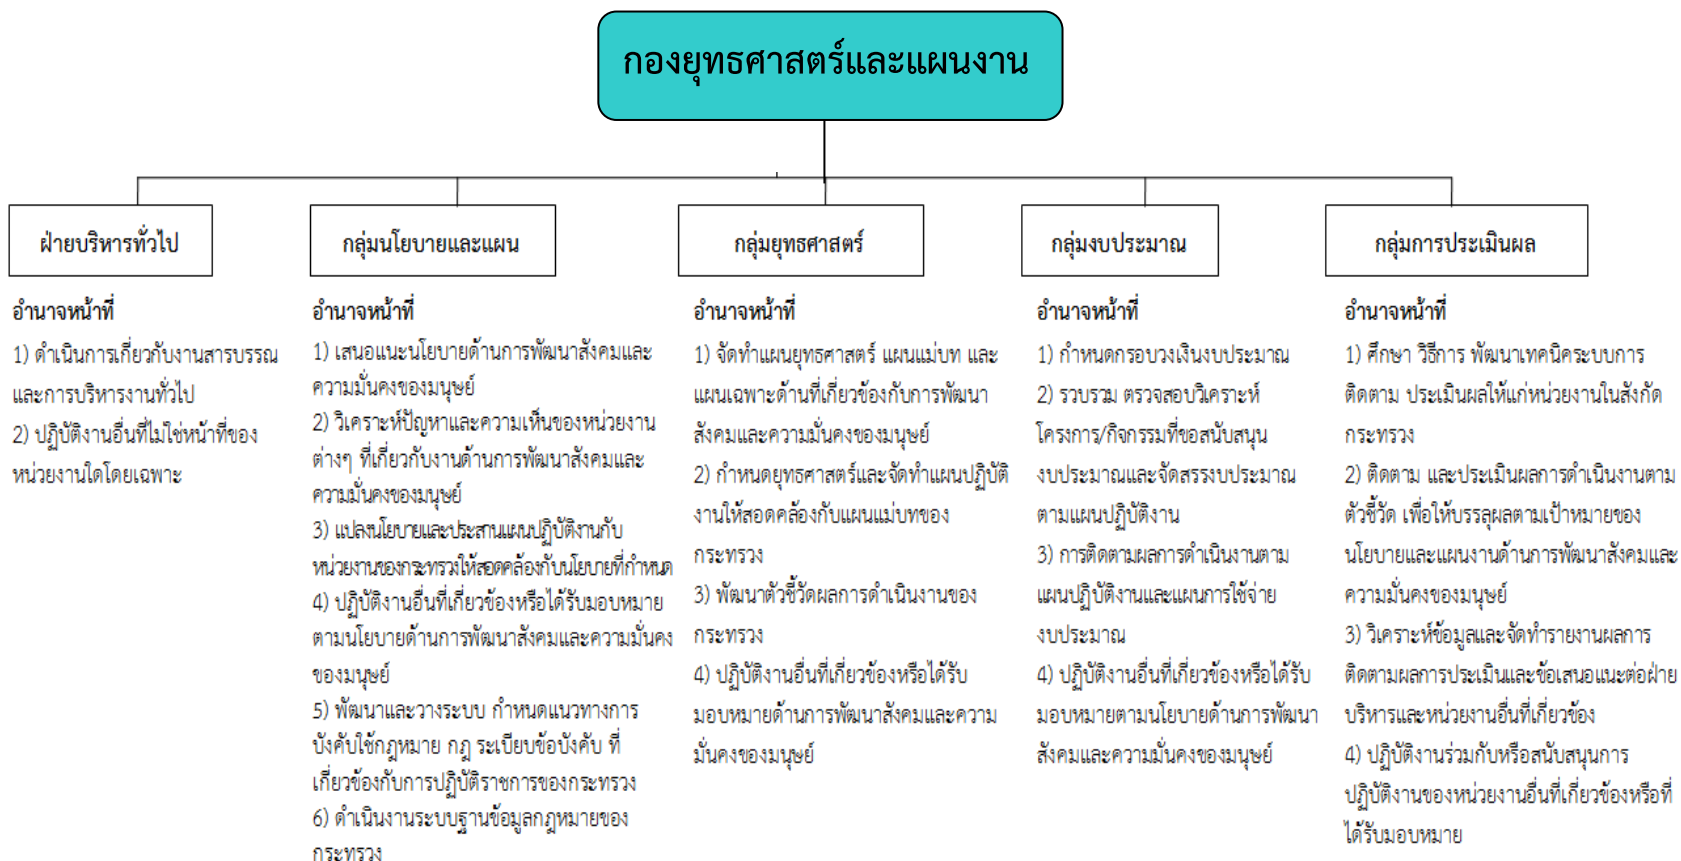 กองยุทธศาสตร์และแผนงาน
ฝ่ายบริหารทั่วไป
อำนาจหน้าที่
1) ดำเนินการเกี่ยวกับงานสารบรรณ
และการบริหารงานทั่วไป
2) ปฏิบัติงานอื่นที่ไม่ใช่หน้าที่ของ
หน่วยงานใดโดยเฉพาะ
กลุ่มนโยบายและแผน
อำนาจหน้าที่
1) เสนอแนะนโยบายด้านการพัฒนาสังคมและ
ความมั่นคงของมนุษย์
2) วิเคราะห์ปัญหาและความเห็นของหน่วยงาน
ต่างๆ ที่เกี่ยวกับงานด้านการพัฒนาสังคมและ
ความมั่นคงของมนุษย์
3) แปลงนโยบายและประสานแผนปฏิบัติงานกับ
หน่วยงานของกระทรวงให้สอดคล้องกับนโยบายที่กำหนด
4) ปฏิบัติงานอื่นที่เกี่ยวข้องหรือได้รับมอบหมาย
ตามนโยบายด้านการพัฒนาสังคมและความมั่นคง
ของมนุษย์
5) พัฒนาและวางระบบ กำหนดแนวทางการ
บังคับใช้กฎหมาย กฎ ระเบียบข้อบังคับ ที่
เกี่ยวข้องกับการปฏิบัติราชการของกระทรวง
6) ดำเนินงานระบบฐานข้อมูลกฎหมายของ
กระทรวง
กลุ่มยุทธศาสตร์
อำนาจหน้าที่
1) จัดทำแผนยุทธศาสตร์ แผนแม่บท และ
แผนเฉพาะด้านที่เกี่ยวข้องกับการพัฒนา
สังคมและความมั่นคงของมนุษย์
2) กำหนดยุทธศาสตร์และจัดทำแผนปฏิบัติ
งานให้สอดคล้องกับแผนแม่บทของ
กระทรวง
3) พัฒนาตัวชี้วัดผลการดำเนินงานของ
กระทรวง
4) ปฏิบัติงานอื่นที่เกี่ยวข้องหรือได้รับ
มอบหมายด้านการพัฒนาสังคมและความ
มั่นคงของมนุษย์
กลุ่มงบประมาณ
อำนาจหน้าที่
1) กำหนดกรอบวงเงินงบประมาณ
2) รวบรวม ตรวจสอบวิเคราะห์
โครงการ/กิจกรรมที่ขอสนับสนุน
งบประมาณและจัดสรรงบประมาณ
ตามแผนปฏิบัติงาน
3) การติดตามผลการดำเนินงานตาม
แผนปฏิบัติงานและแผนการใช้จ่าย
งบประมาณ
4) ปฏิบัติงานอื่นที่เกี่ยวข้องหรือได้รับ
มอบหมายตามนโยบายด้านการพัฒนา
สังคมและความมั่นคงของมนุษย์
กลุ่มการประเมินผล
อำนาจหน้าที่
1) ศึกษา วิธีการ พัฒนาเทคนิคระบบการ
ติดตาม ประเมินผลให้แก่หน่วยงานในสังกัด
กระทรวง
2) ติดตาม และประเมินผลการดำเนินงานตาม
ตัวชี้วัด เพื่อให้บรรลุผลตามเป้าหมายของ
นโยบายและแผนงานด้านการพัฒนาสังคมและ
ความมั่นคงของมนุษย์
3) วิเคราะห์ข้อมูลและจัดทำรายงานผลการ
ติดตามผลการประเมินและข้อเสนอแนะต่อฝ่าย
บริหารและหน่วยงานอื่นที่เกี่ยวข้อง
4) ปฏิบัติงานร่วมกับหรือสนับสนุนการ
ปฏิบัติงานของหน่วยงานอื่นที่เกี่ยวข้องหรือที่
ได้รับมอบหมาย